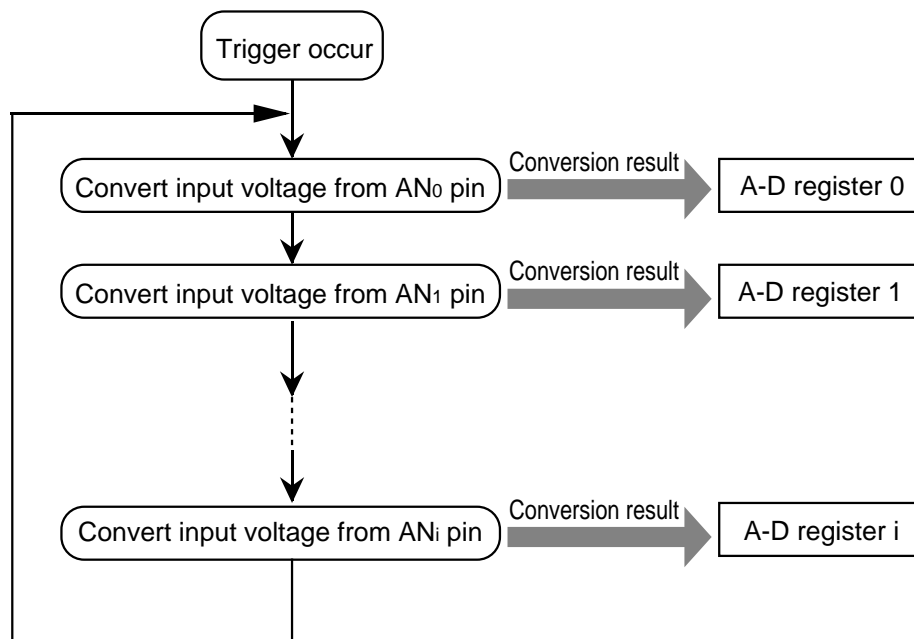 Trigger occur
Convert input voltage from AN0 pin
Conversion result
A-D register 0
Convert input voltage from AN1 pin
Conversion result
A-D register 1
Convert input voltage from ANi pin
Conversion result
A-D register i